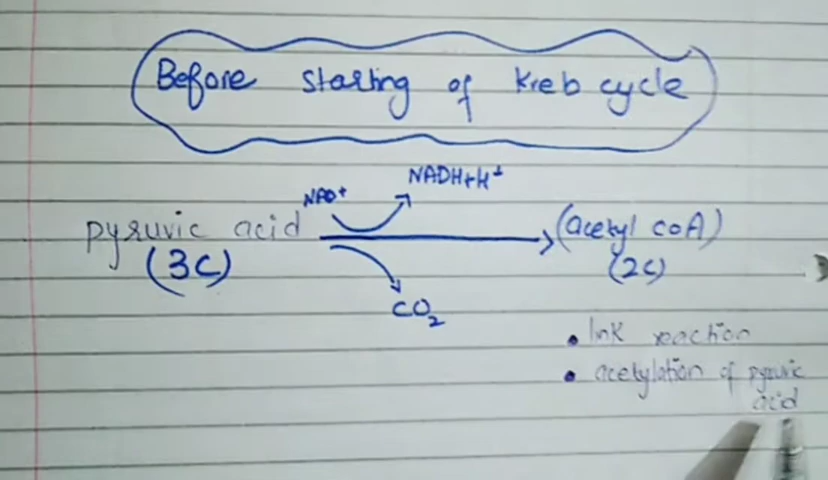 Before starting of Kreb cycle
NAD+
NADH+H+
pyruvic acid
(acetyl coA)
(3C)
(2C)
CO2
• link reaction
• acetylation of pyruvic
acid